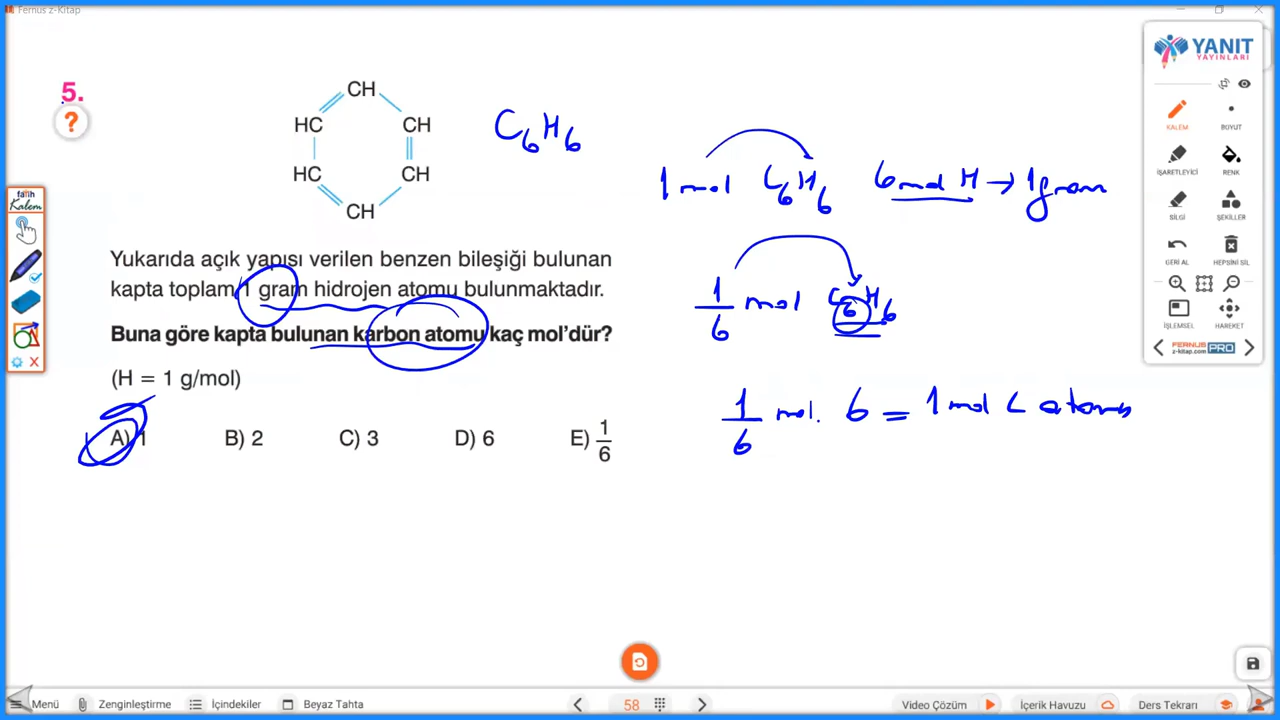 Fernus z-Kitap
5.
?
CH
HC CH
HC CH
CH
C6H6
1 mol C6H6 6 mol H → 1 gram
1/6 mol C6H6
Yukarıda açık yapısı verilen benzen bileşiği bulunan
kapta toplam 1 gram hidrojen atomu bulunmaktadır.
Buna göre kapta bulunan karbon atomu kaç mol'dür?
(H = 1 g/mol)
A) 1 B) 2 C) 3 D) 6 E) 1/6
1/6 mol. 6 = 1 mol C atomu
fatih
Kalem
YANIT
YAYINLARI
KALEM BOYUT
İŞARETLEYİCİ RENK
SİLGİ ŞEKİLLER
GERİ AL HEPSİNİ SİL
İŞLEMSEL HAREKET
FERNUS
z-kitap.com PRO
Menü Zenginleştirme İçindekiler Beyaz Tahta 58 Video Çözüm İçerik Havuzu Ders Tekrarı